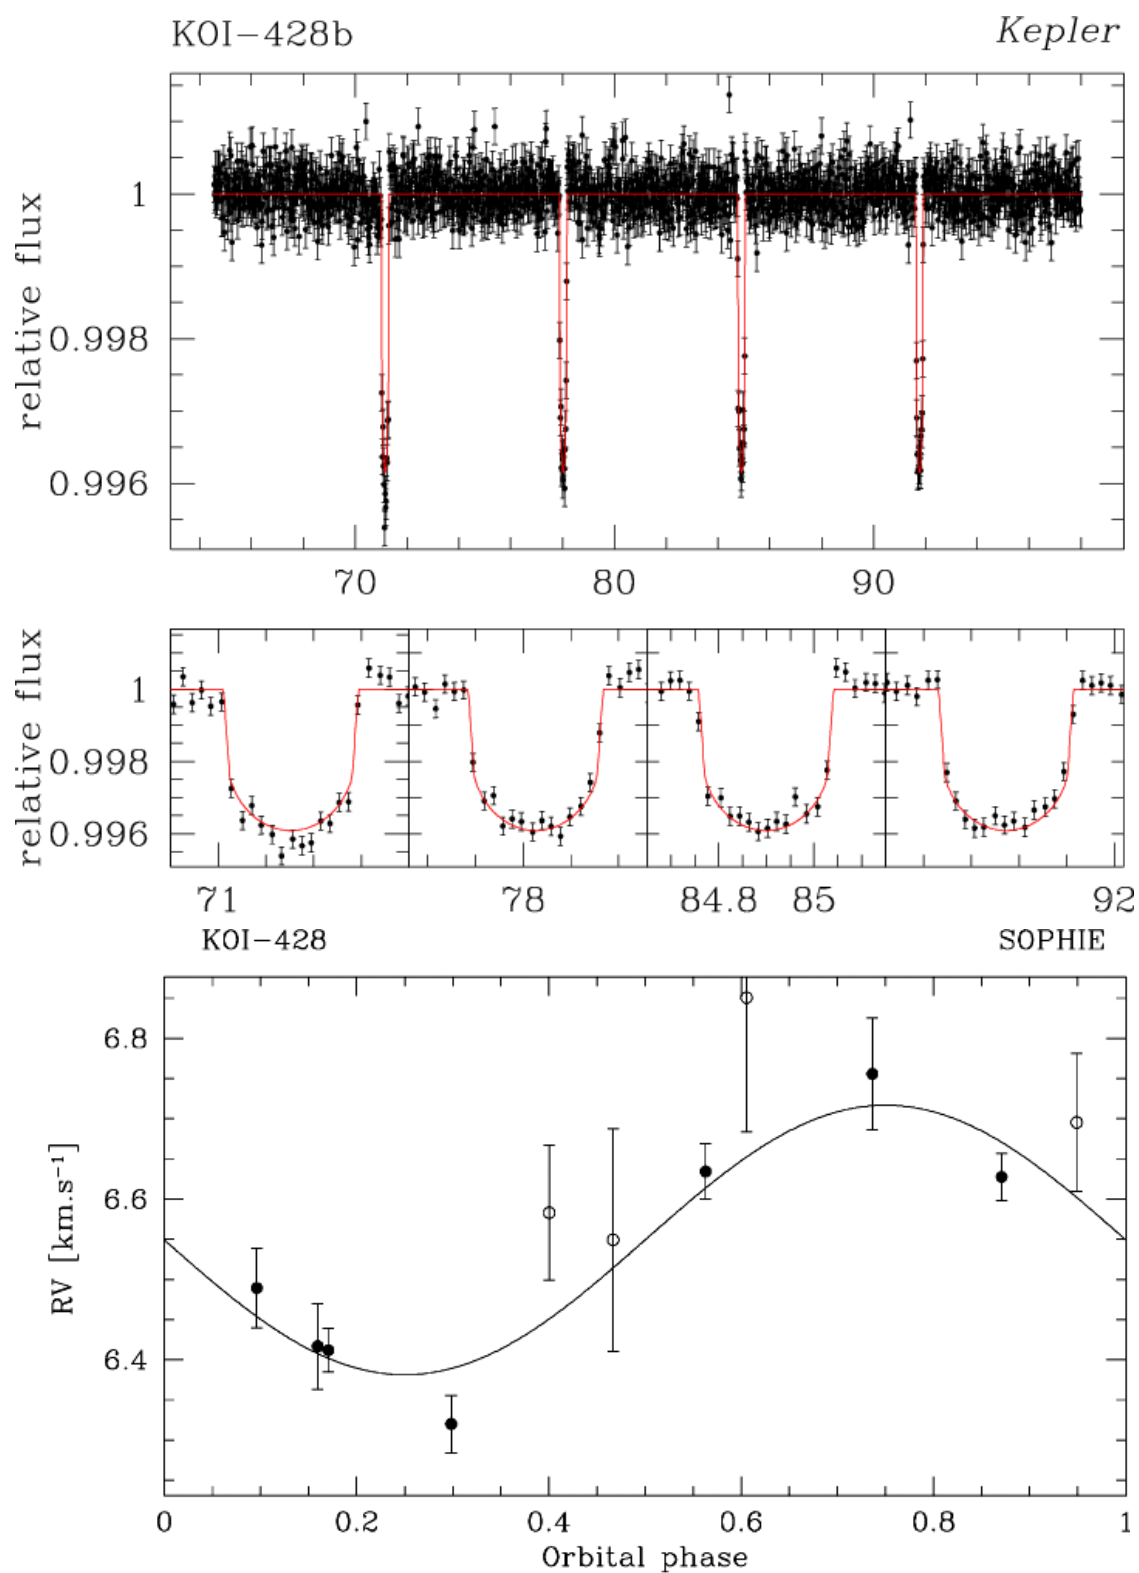 KOI-428b Kepler
relative flux
1
0.998
0.996
70 80 90
relative flux
1
0.998
0.996
71 78 84.8 85 92
KOI-428 SOPHIE
RV [km.s⁻¹]
6.8
6.6
6.4
0 0.2 0.4 0.6 0.8 1
Orbital phase